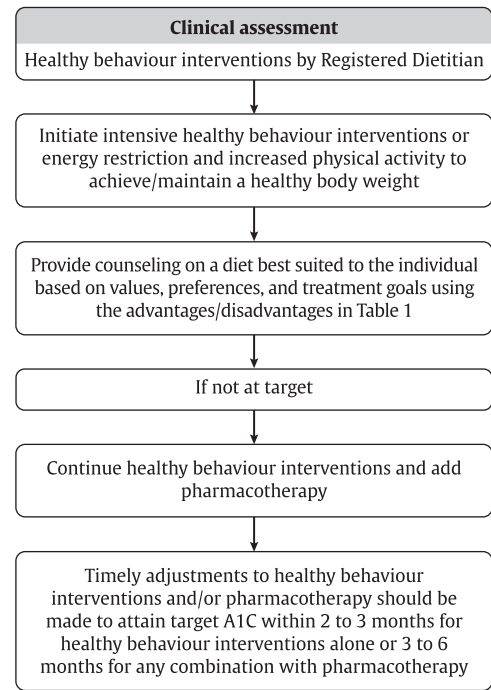 Clinical assessment
Healthy behaviour interventions by Registered Dietitian
Initiate intensive healthy behaviour interventions or
energy restriction and increased physical activity to
achieve/maintain a healthy body weight
Provide counseling on a diet best suited to the individual
based on values, preferences, and treatment goals using
the advantages/disadvantages in Table 1
If not at target
Continue healthy behaviour interventions and add
pharmacotherapy
Timely adjustments to healthy behaviour
interventions and/or pharmacotherapy should be
made to attain target A1C within 2 to 3 months for
healthy behaviour interventions alone or 3 to 6
months for any combination with pharmacotherapy